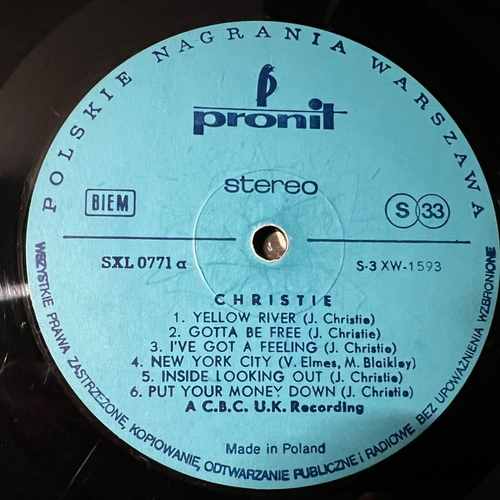 POLSKIE NAGRANIA WARSZAWA
pronit
stereo
BIEM
S 33
SXL 0771 a
S-3 XW-1593
CHRISTIE
1. YELLOW RIVER (J. Christie)
2. GOTTA BE FREE (J. Christie)
3. I'VE GOT A FEELING (J. Christie)
4. NEW YORK CITY (V. Elmes, M. Blaikley)
5. INSIDE LOOKING OUT (J. Christie)
6. PUT YOUR MONEY DOWN (J. Christie)
A C.B.C. U.K. Recording
Made in Poland
WSZYSTKIE PRAWA ZASTRZEŻONE, KOPIOWANIE, ODTWARZANIE PUBLICZNE i RADIOWE BEZ UPOWAŻNIENIA WZBRONIONE